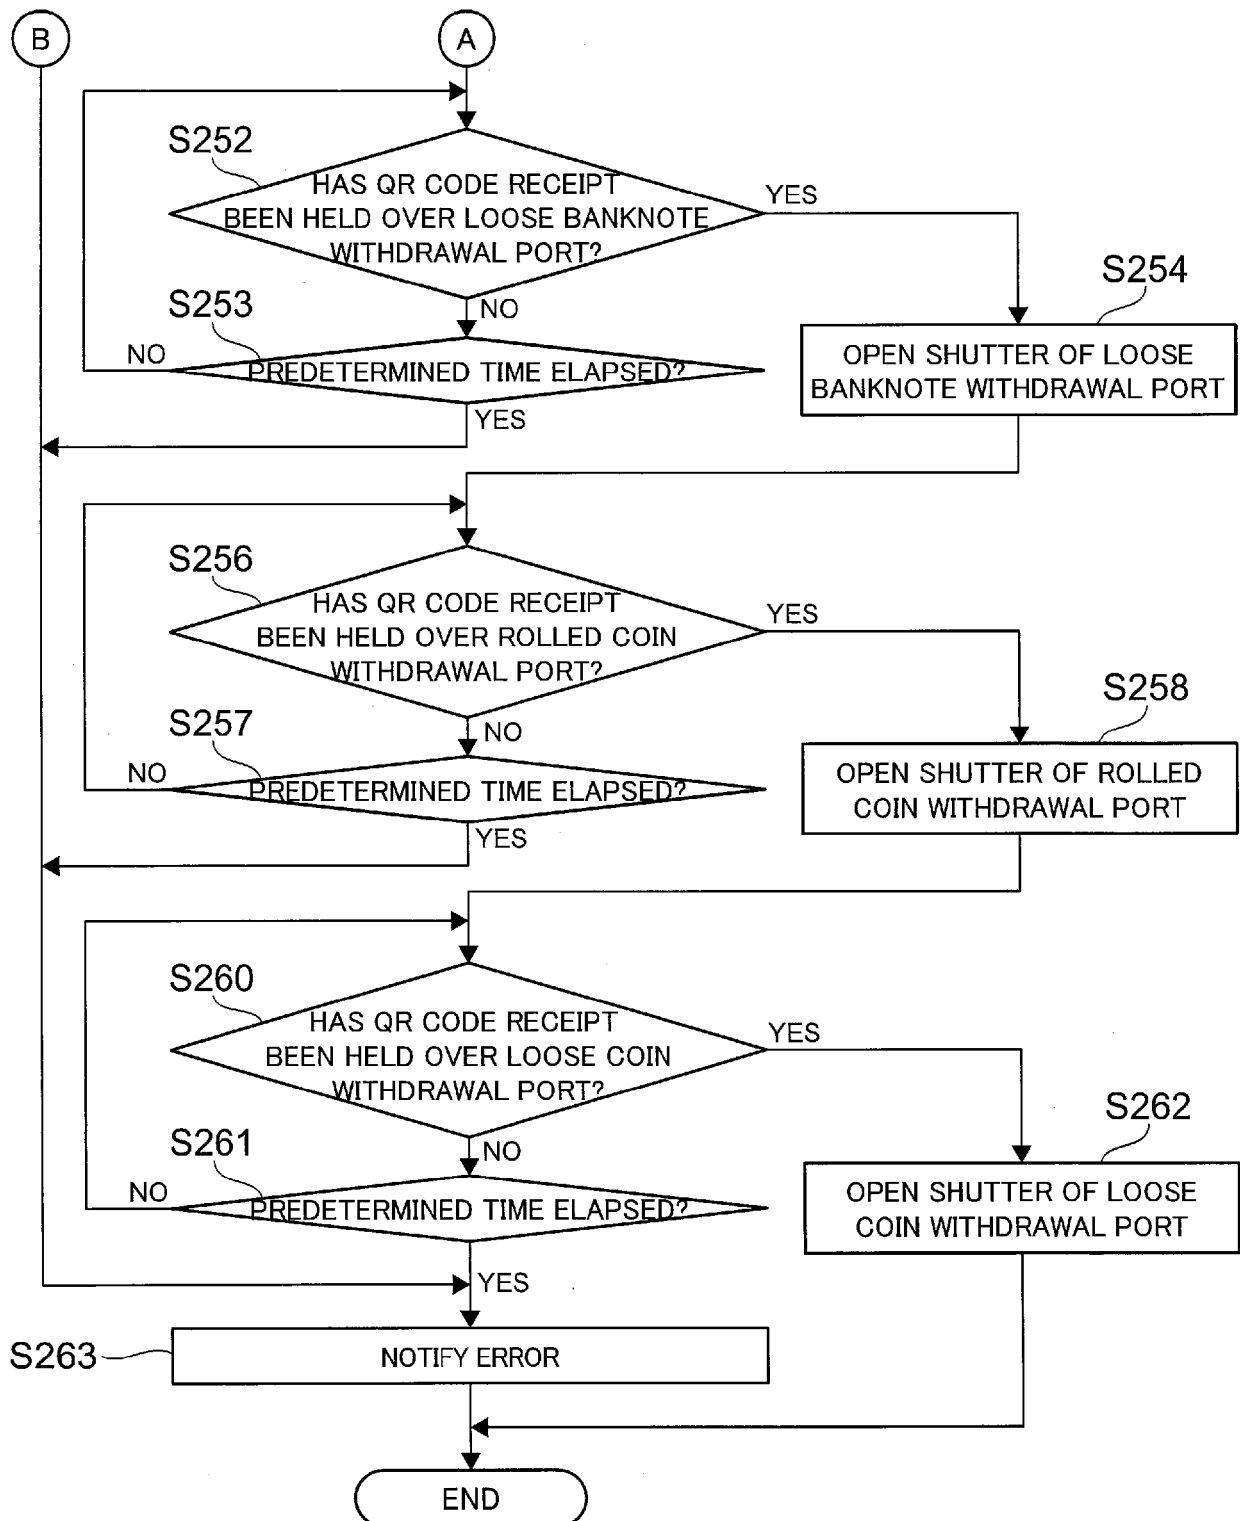 B
A
S252
HAS QR CODE RECEIPT
BEEN HELD OVER LOOSE BANKNOTE
WITHDRAWAL PORT?
YES
S254
OPEN SHUTTER OF LOOSE
BANKNOTE WITHDRAWAL PORT
NO
S253
NO
PREDETERMINED TIME ELAPSED?
YES
S256
HAS QR CODE RECEIPT
BEEN HELD OVER ROLLED COIN
WITHDRAWAL PORT?
YES
S258
OPEN SHUTTER OF ROLLED
COIN WITHDRAWAL PORT
NO
S257
NO
PREDETERMINED TIME ELAPSED?
YES
S260
HAS QR CODE RECEIPT
BEEN HELD OVER LOOSE COIN
WITHDRAWAL PORT?
YES
S262
OPEN SHUTTER OF LOOSE
COIN WITHDRAWAL PORT
NO
S261
NO
PREDETERMINED TIME ELAPSED?
YES
S263
NOTIFY ERROR
END